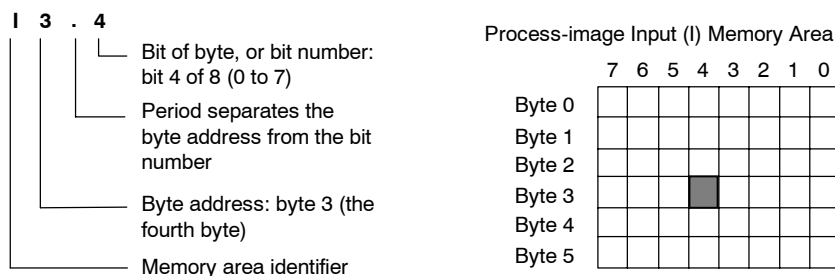 I 3 . 4
Bit of byte, or bit number:
bit 4 of 8 (0 to 7)
Period separates the
byte address from the bit
number
Byte address: byte 3 (the
fourth byte)
Memory area identifier
Process-image Input (I) Memory Area
7 6 5 4 3 2 1 0
Byte 0
Byte 1
Byte 2
Byte 3
Byte 4
Byte 5